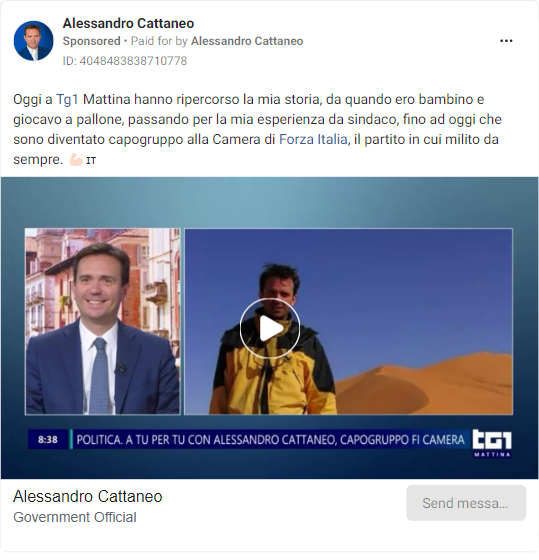 Alessandro Cattaneo
Sponsored • Paid for by Alessandro Cattaneo
ID: 4048483838710778
Oggi a Tg1 Mattina hanno ripercorso la mia storia, da quando ero bambino e
giocavo a pallone, passando per la mia esperienza da sindaco, fino ad oggi che
sono diventato capogruppo alla Camera di Forza Italia, il partito in cui milito da
sempre. 💪🏻 🇮🇹
8:38 POLITICA. A TU PER TU CON ALESSANDRO CATTANEO, CAPOGRUPPO FI CAMERA TG1
MATTINA
Alessandro Cattaneo
Government Official
Send messa...